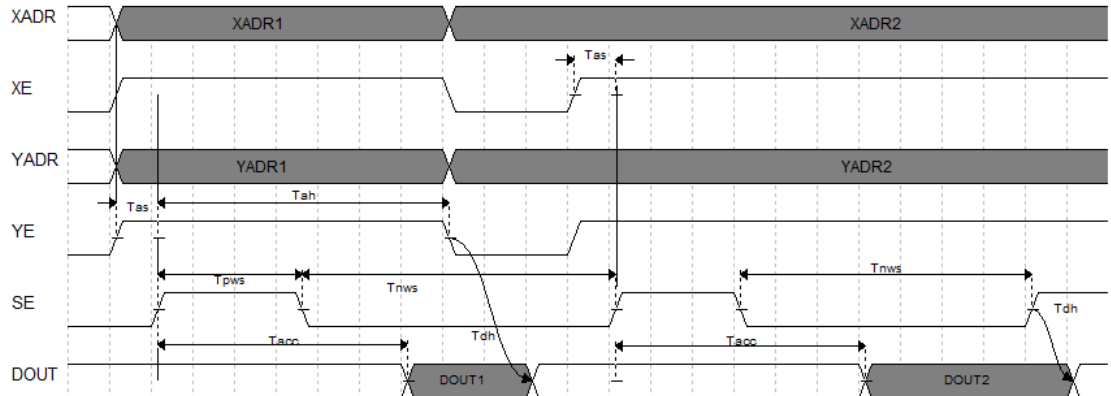 XADR XADR1 XADR2
Tas
XE
YADR YADR1 YADR2
Tas Tah
YE
Tpws Tnws Tnws
SE
Tdh Tdh
Tacc Tacc
DOUT DOUT1 DOUT2